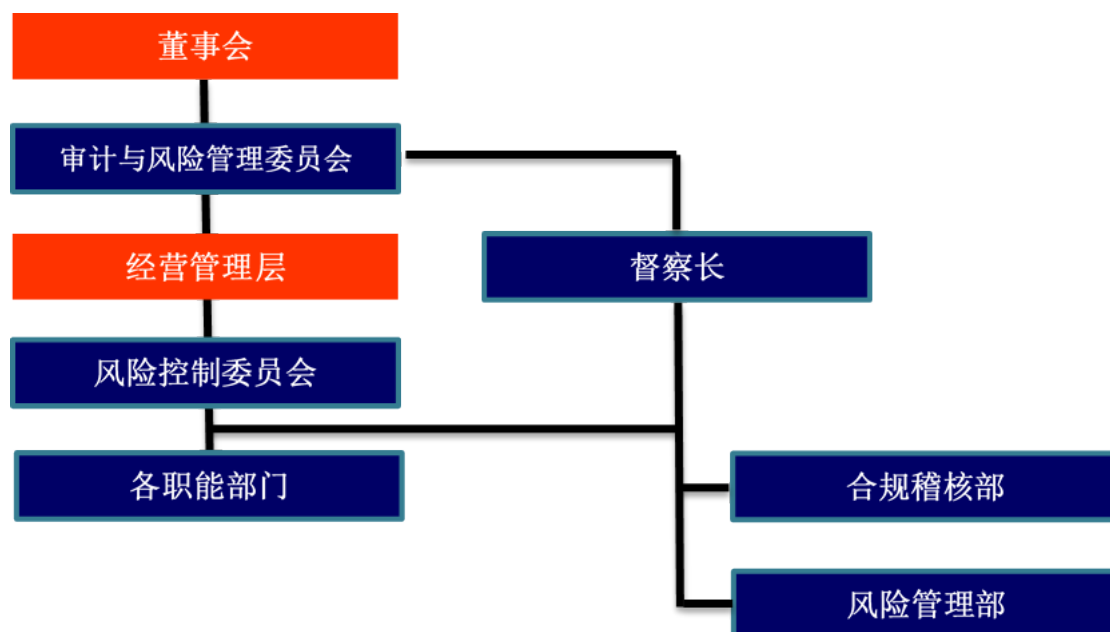 董事会
审计与风险管理委员会
经营管理层
督察长
风险控制委员会
各职能部门
合规稽核部
风险管理部